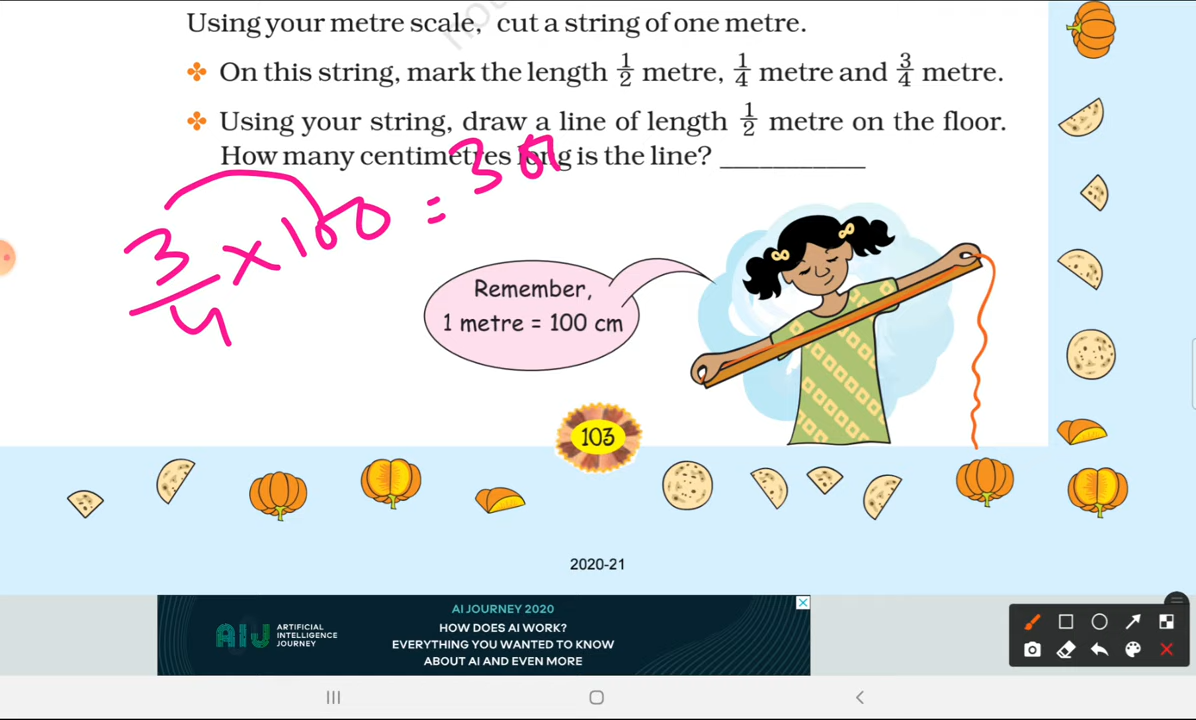 Using your metre scale, cut a string of one metre.
❖ On this string, mark the length 1/2 metre, 1/4 metre and 3/4 metre.
❖ Using your string, draw a line of length 1/2 metre on the floor.
How many centimetres long is the line? __________
3/4 × 100 = 30
Remember,
1 metre = 100 cm
103
2020-21
AIJ ARTIFICIAL
INTELLIGENCE
JOURNEY
AI JOURNEY 2020
HOW DOES AI WORK?
EVERYTHING YOU WANTED TO KNOW
ABOUT AI AND EVEN MORE